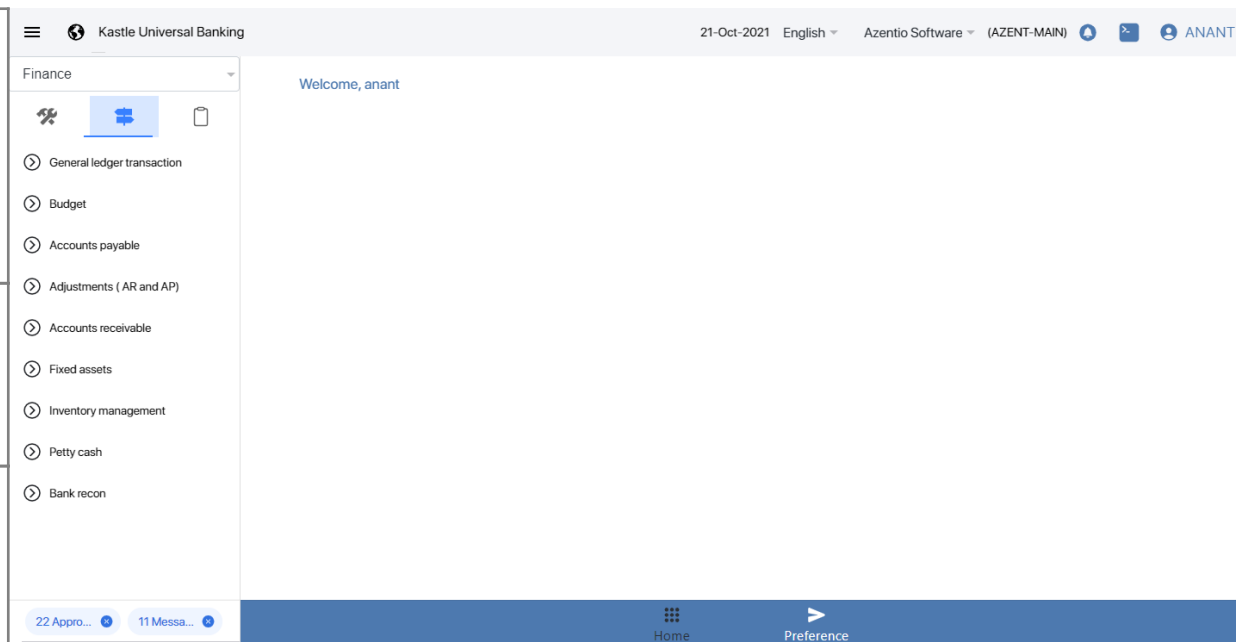 Kastle Universal Banking 21-Oct-2021 English Azentio Software (AZENT-MAIN) ANANT
Finance
Welcome, anant
General ledger transaction
Budget
Accounts payable
Adjustments ( AR and AP)
Accounts receivable
Fixed assets
Inventory management
Petty cash
Bank recon
22 Appro... 11 Messa...
Home Preference